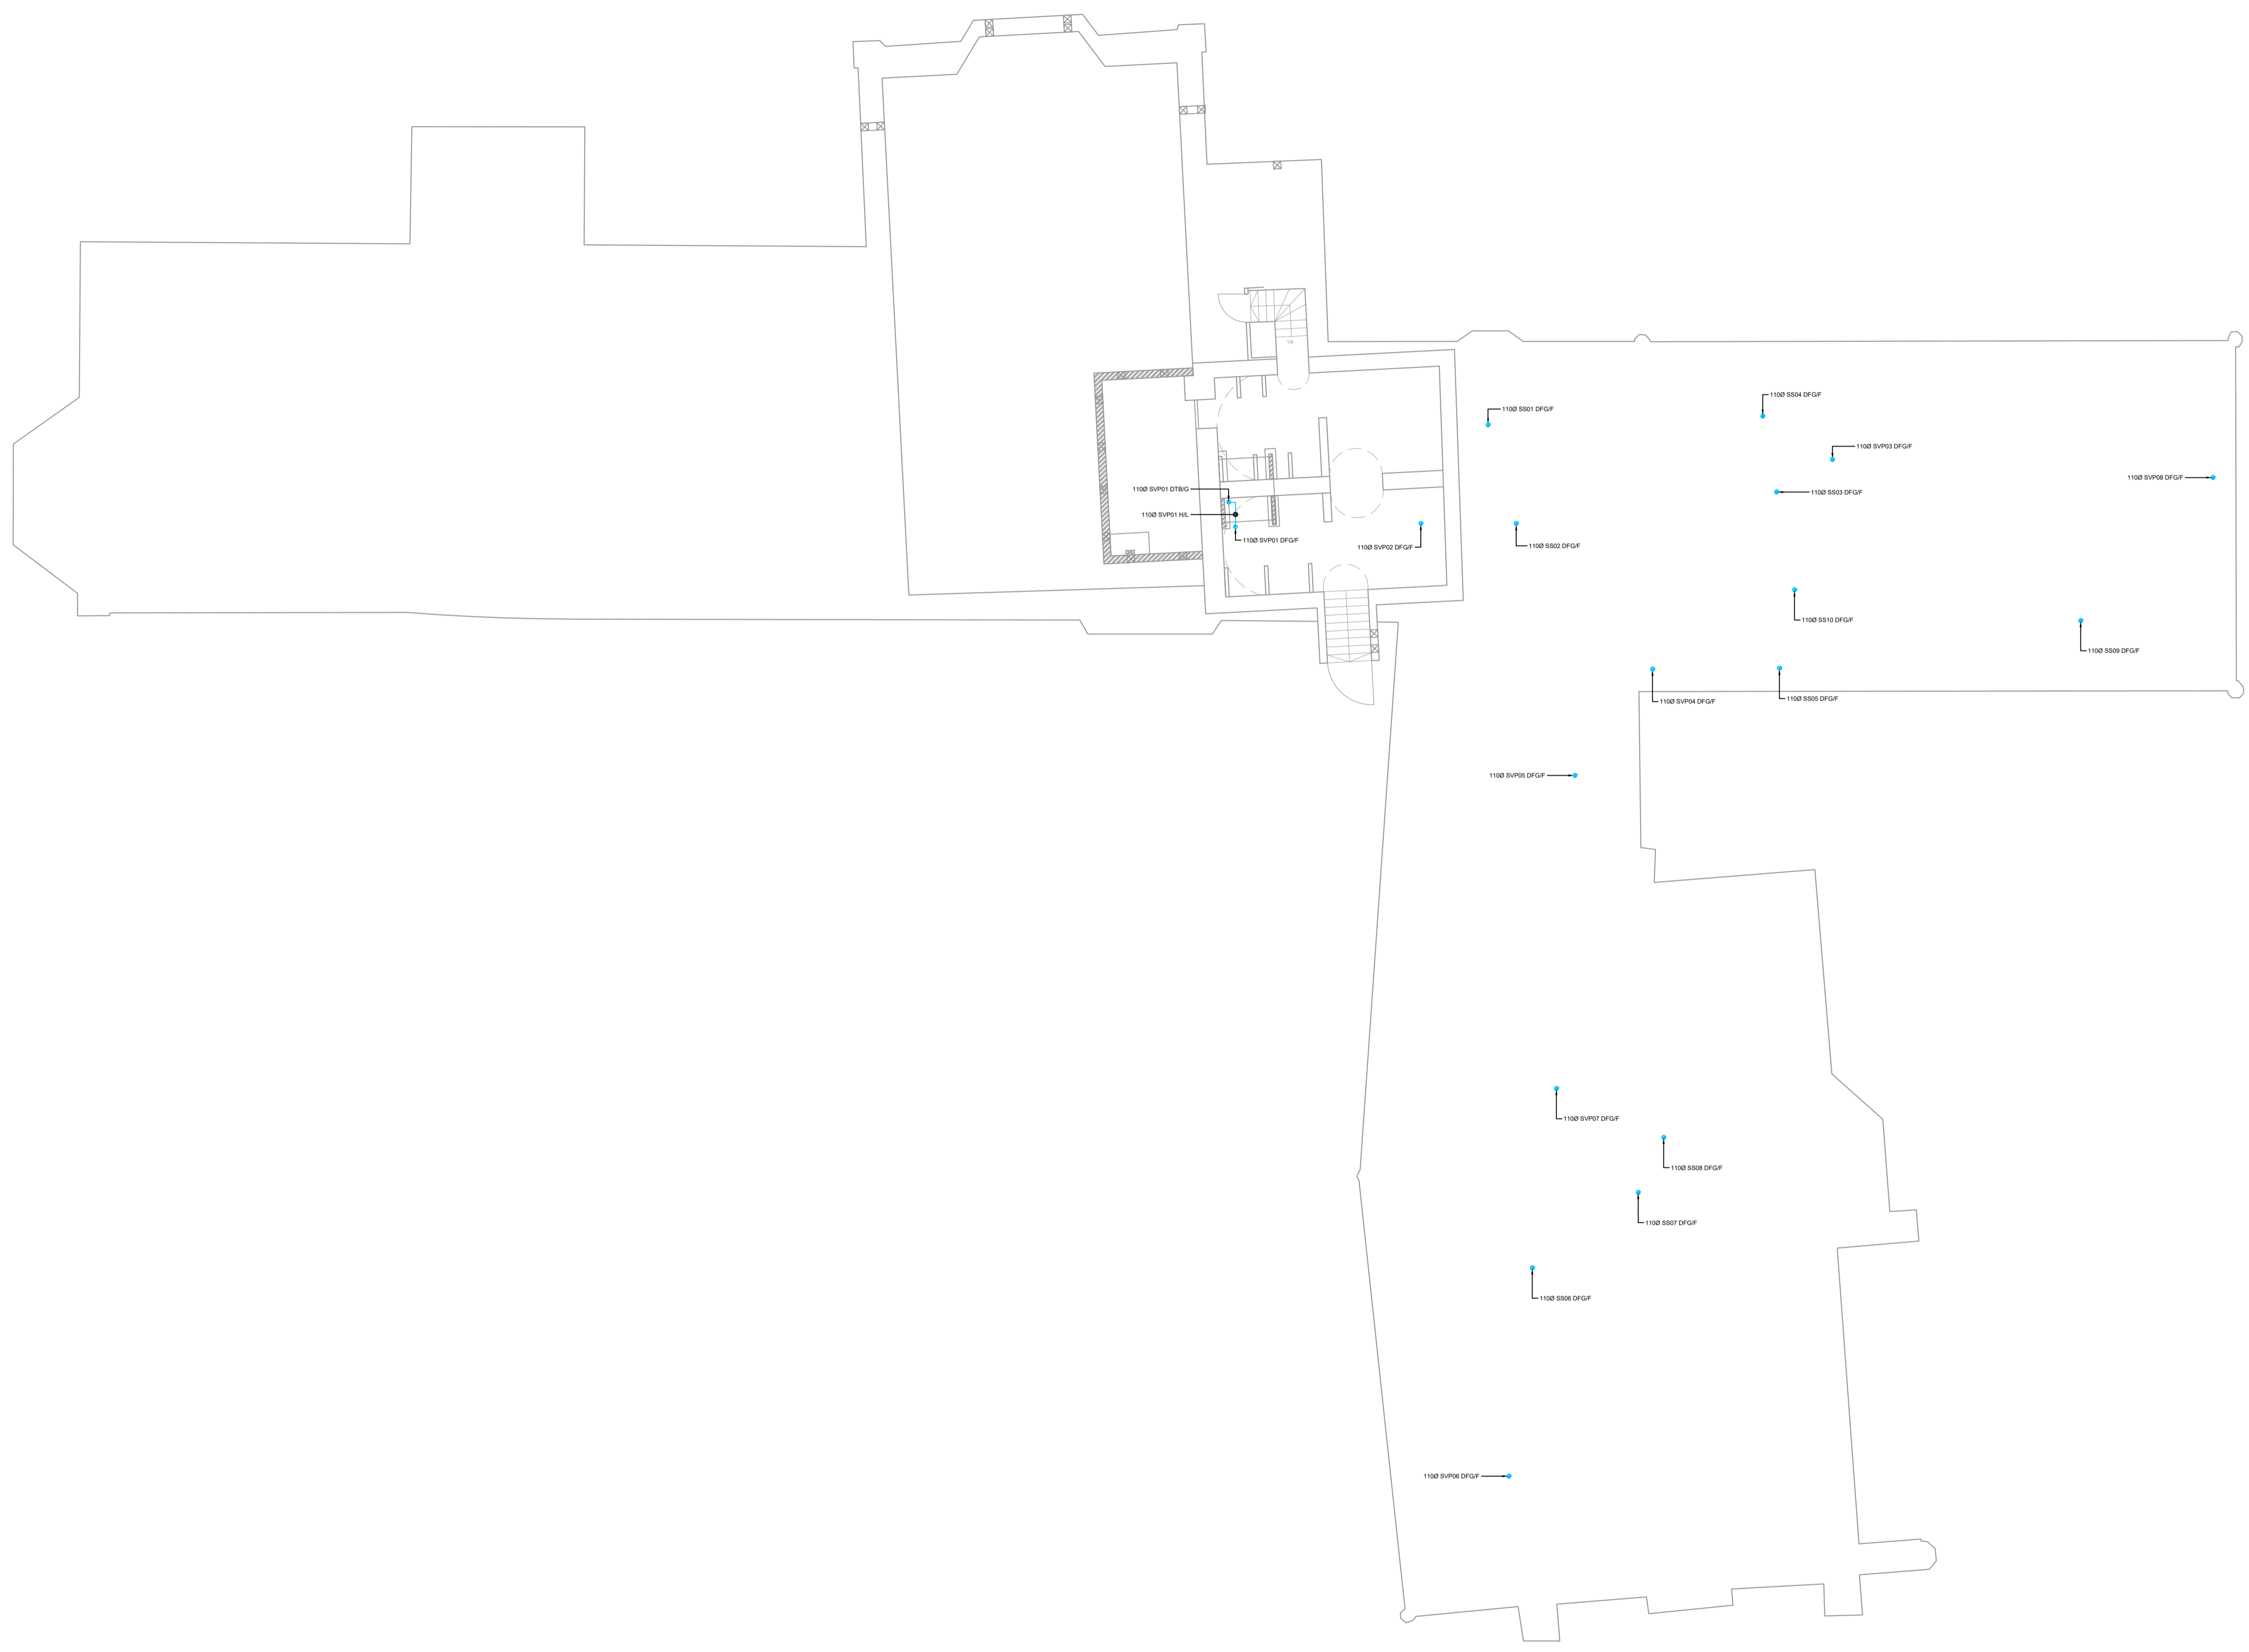 Up
110Ø SS04 DFG/F
110Ø SS01 DFG/F
110Ø SVP03 DFG/F
110Ø SVP08 DFG/F
110Ø SVP01 DTB/G
110Ø SS03 DFG/F
110Ø SVP01 H/L
110Ø SVP01 DFG/F
110Ø SVP02 DFG/F
110Ø SS02 DFG/F
110Ø SS10 DFG/F
110Ø SS09 DFG/F
110Ø SVP04 DFG/F
110Ø SS05 DFG/F
110Ø SVP05 DFG/F
110Ø SVP07 DFG/F
110Ø SS08 DFG/F
110Ø SS07 DFG/F
110Ø SS06 DFG/F
110Ø SVP06 DFG/F